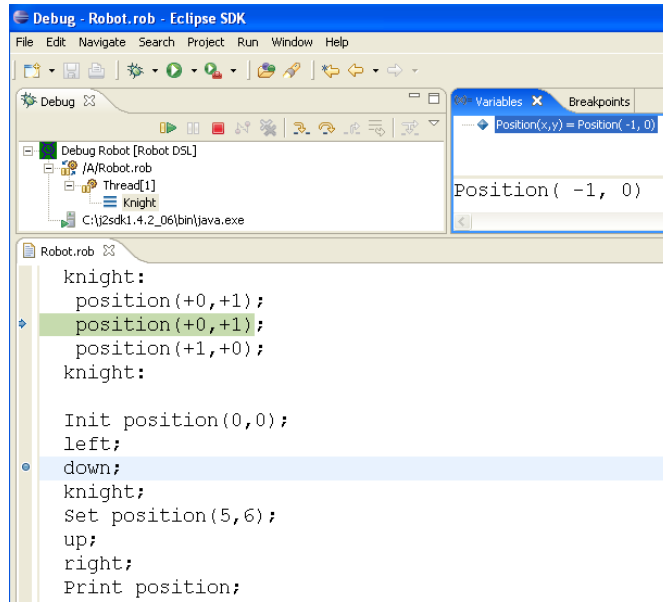 Debug - Robot.rob - Eclipse SDK
File Edit Navigate Search Project Run Window Help
Debug
Variables Breakpoints
Debug Robot [Robot DSL]
/A/Robot.rob
Thread[1]
Knight
C:\j2sdk1.4.2_06\bin\java.exe
Position(x,y) = Position( -1, 0)
Position( -1, 0)
Robot.rob
knight:
position(+0,+1);
position(+0,+1);
position(+1,+0);
knight:
Init position(0,0);
left;
down;
knight;
Set position(5,6);
up;
right;
Print position;